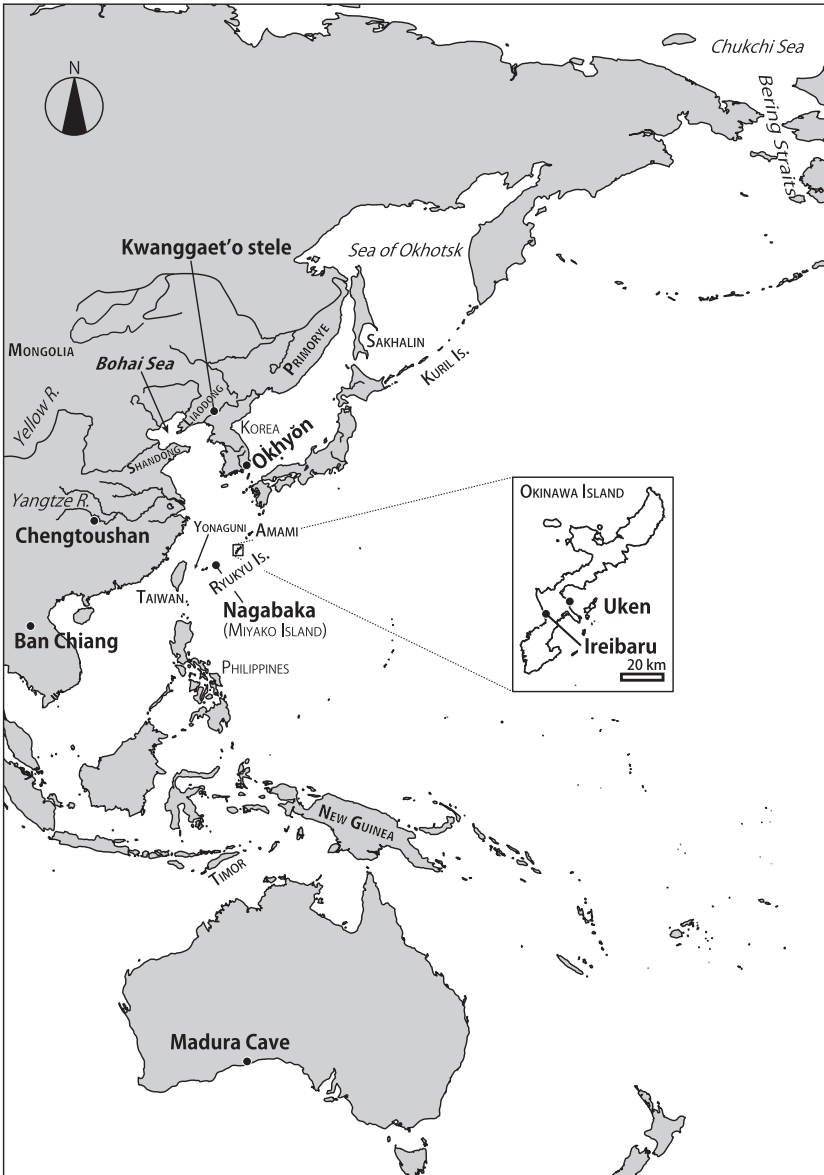 Chukchi Sea
N
Bering Straits
Kwanggaet’o stele
Sea of Okhotsk
Mongolia
Bohai Sea
Primorye
Sakhalin
Kuril Is.
Liaodong
Yellow R.
Korea
Okhyŏn
Shandong
Yangtze R.
Chengtoushan
Yonaguni
Amami
Ryukyu Is.
Okinawa Island
Taiwan
Nagabaka
(Miyako Island)
Uken
Ireibaru
20 km
Ban Chiang
Philippines
New Guinea
Timor
Madura Cave